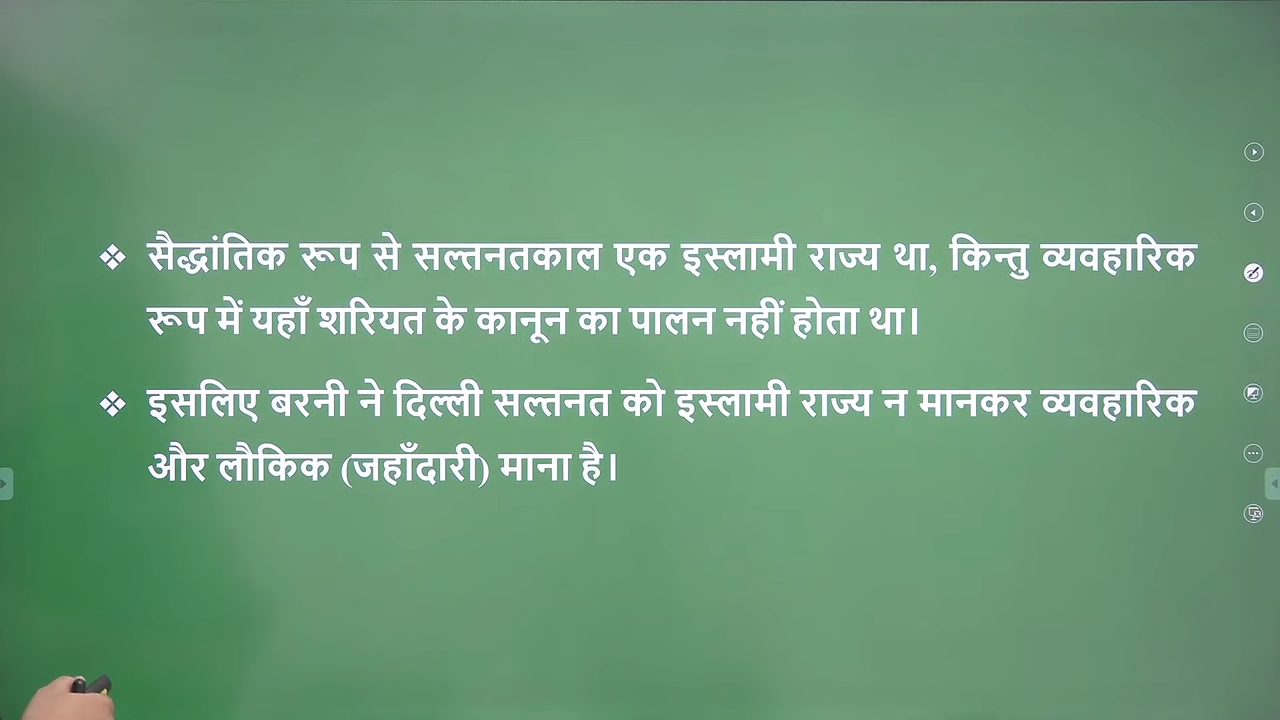 ❖ सैद्धांतिक रूप से सल्तनतकाल एक इस्लामी राज्य था, किन्तु व्यवहारिक
रूप में यहाँ शरियत के कानून का पालन नहीं होता था।
❖ इसलिए बरनी ने दिल्ली सल्तनत को इस्लामी राज्य न मानकर व्यवहारिक
और लौकिक (जहाँदारी) माना है।